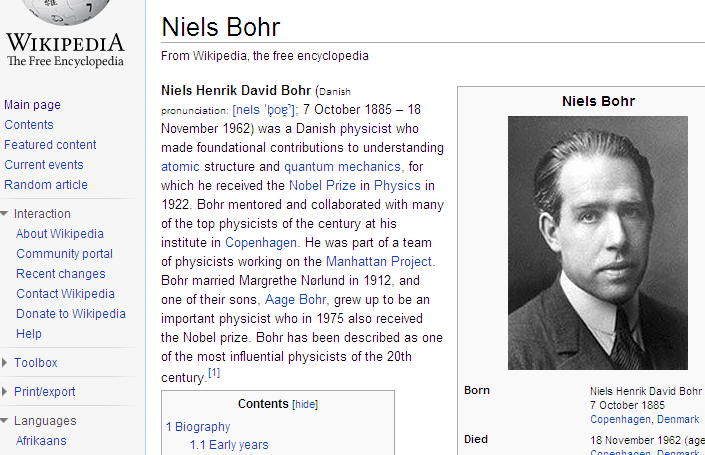 WIKIPEDIA
The Free Encyclopedia
Main page
Contents
Featured content
Current events
Random article
Interaction
About Wikipedia
Community portal
Recent changes
Contact Wikipedia
Donate to Wikipedia
Help
Toolbox
Print/export
Languages
Afrikaans
Niels Bohr
From Wikipedia, the free encyclopedia
Niels Henrik David Bohr (Danish
pronunciation: [nels ˈb̥oɐ̯ˀ]; 7 October 1885 – 18
November 1962) was a Danish physicist who
made foundational contributions to understanding
atomic structure and quantum mechanics, for
which he received the Nobel Prize in Physics in
1922. Bohr mentored and collaborated with many
of the top physicists of the century at his
institute in Copenhagen. He was part of a team
of physicists working on the Manhattan Project.
Bohr married Margrethe Nørlund in 1912, and
one of their sons, Aage Bohr, grew up to be an
important physicist who in 1975 also received
the Nobel prize. Bohr has been described as one
of the most influential physicists of the 20th
century.[1]
Contents [hide]
1 Biography
1.1 Early years
Niels Bohr
Born Niels Henrik David Bohr
7 October 1885
Copenhagen, Denmark
Died 18 November 1962 (age
Copenhagen, Denmark